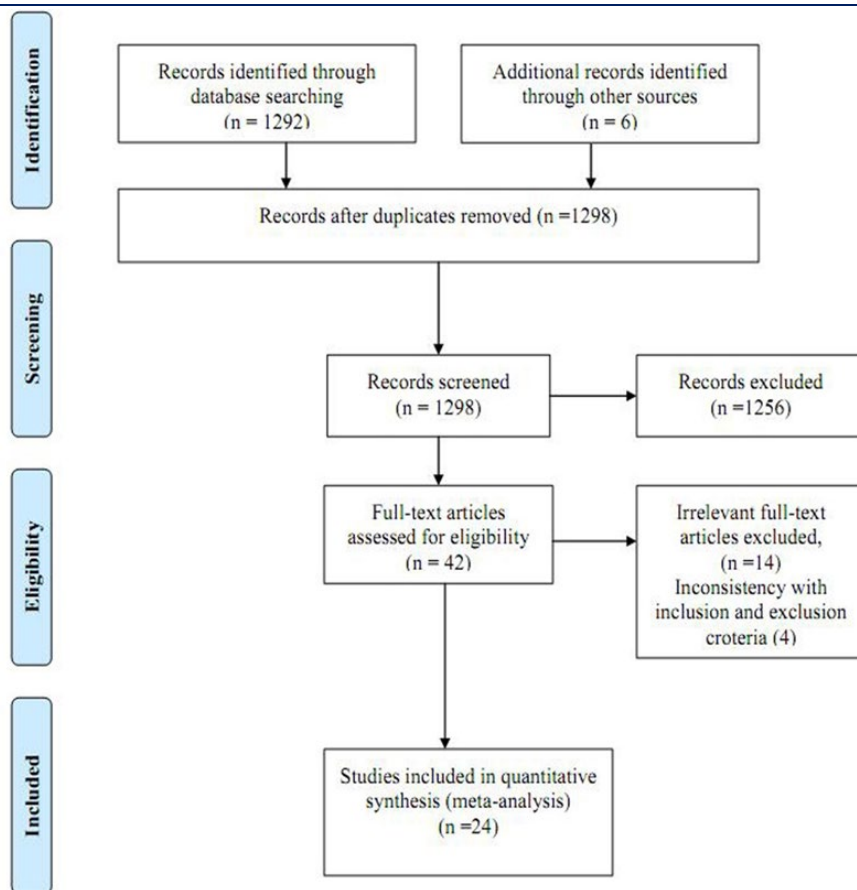 Identification
Records identified through
database searching
(n = 1292)
Additional records identified
through other sources
(n = 6)
Records after duplicates removed (n =1298)
Screening
Records screened
(n = 1298)
Records excluded
(n =1256)
Eligibility
Full-text articles
assessed for eligibility
(n = 42)
Irrelevant full-text
articles excluded,
(n =14)
Inconsistency with
inclusion and exclusion
croteria (4)
Included
Studies included in quantitative
synthesis (meta-analysis)
(n =24)